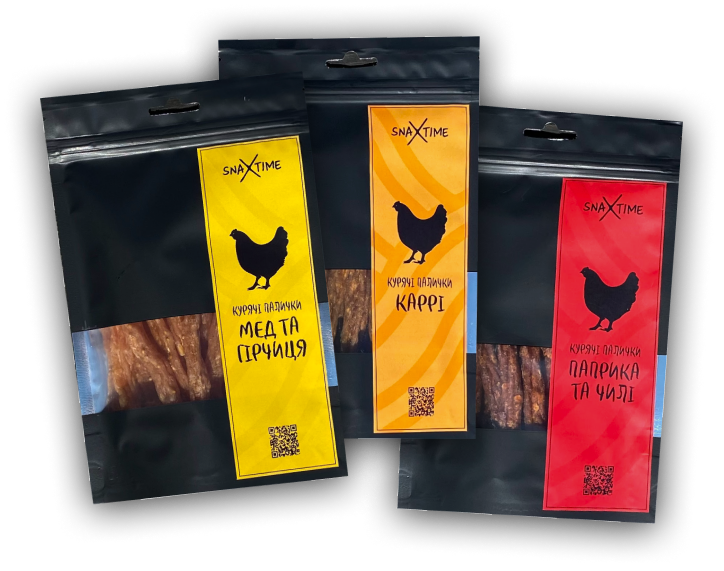 SNAXTIME
КУРЯЧІ ПАЛИЧКИ
МЕД ТА
ГІРЧИЦЯ
SNAXTIME
КУРЯЧІ ПАЛИЧКИ
КАРРІ
SNAXTIME
КУРЯЧІ ПАЛИЧКИ
ПАПРИКА
ТА ЧИЛІ